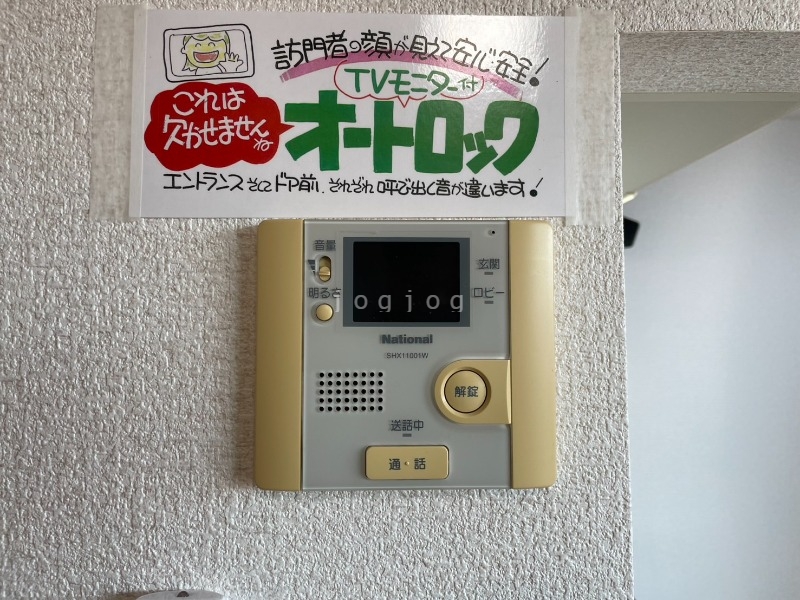 訪問者の顔が見えて安心・安全!
TVモニター付
これは
欠かせません
ね
オートロック
エントランス そして ドア前、それぞれ 呼び出し音が違います!
音量
玄関
明るさ
ロビー
jogjog
National
SHX11001W
解錠
送話中
通・話